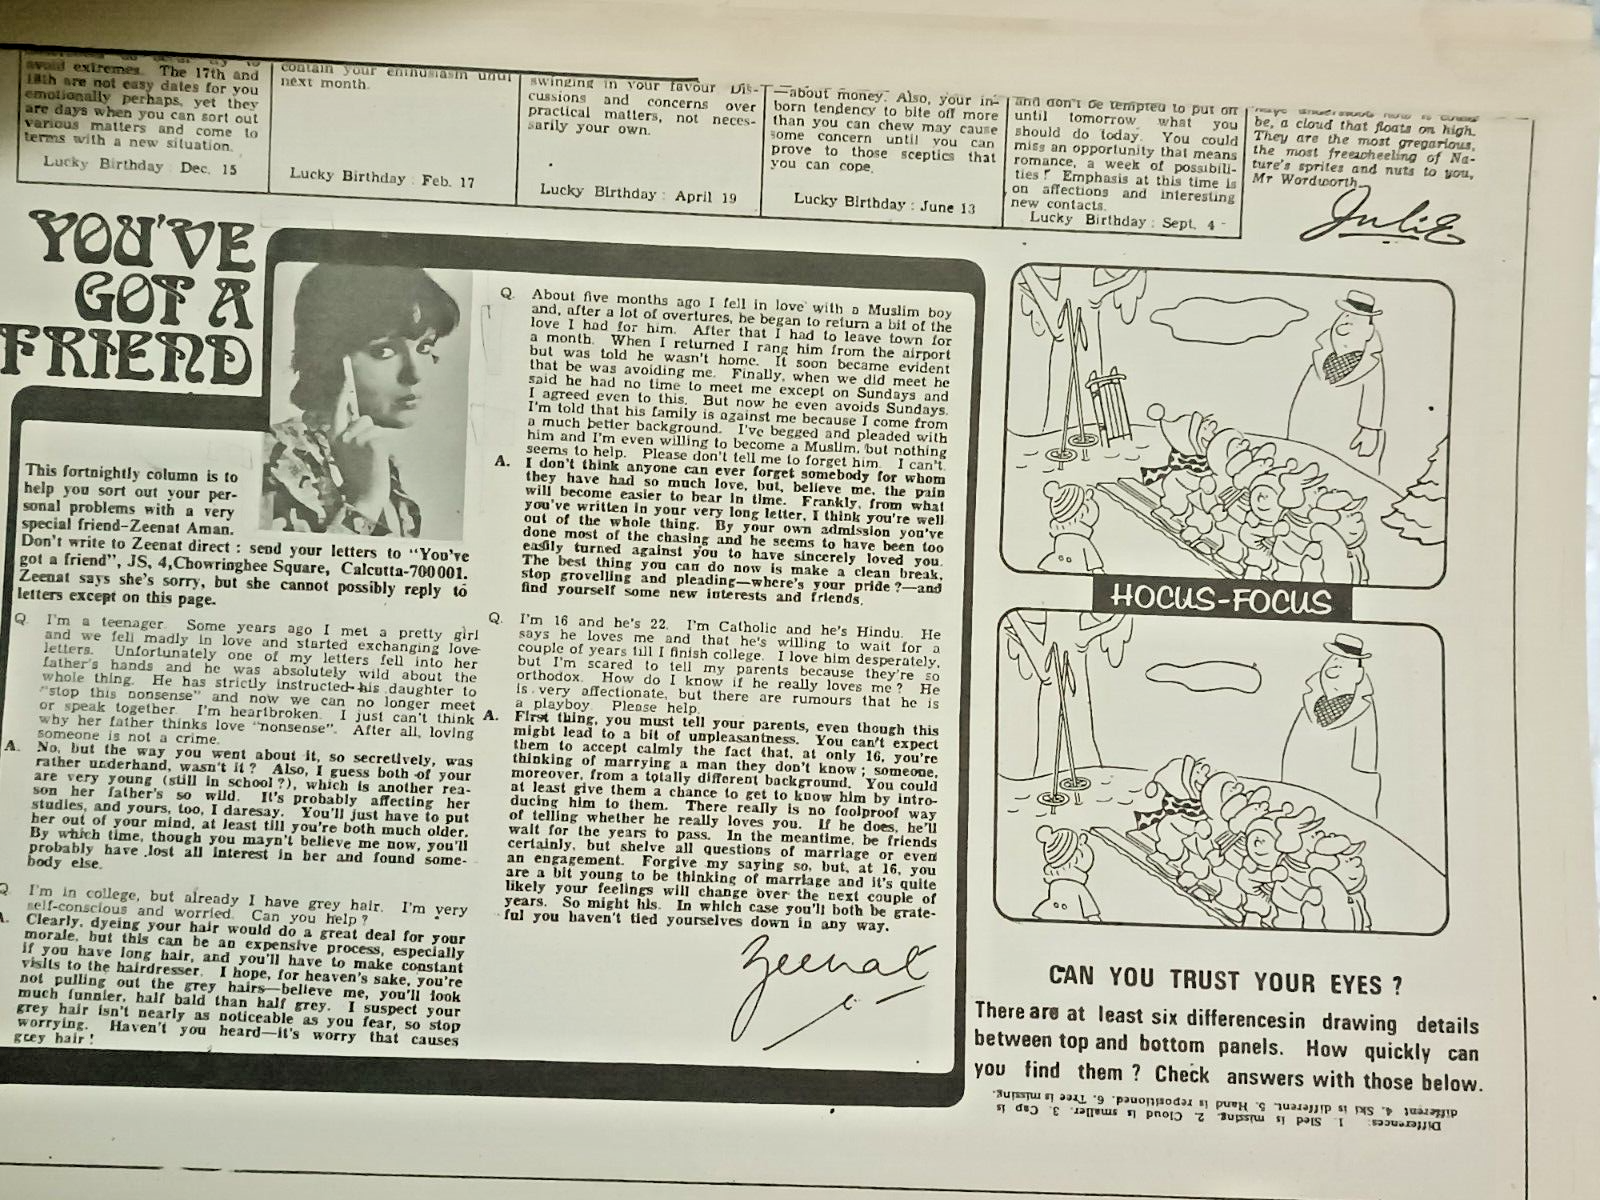 avoid extremes. The 17th and
18th are not easy dates for you
emotionally perhaps, yet they
are days when you can sort out
various matters and come to
terms with a new situation.
Lucky Birthday : Dec. 15
contain your enthusiasm until
next month.
Lucky Birthday : Feb. 17
swinging in your favour Dis-
cussions and concerns over
practical matters, not neces-
sarily your own.
Lucky Birthday : April 19
—about money. Also, your in-
born tendency to bite off more
than you can chew may cause
some concern until you can
prove to those sceptics that
you can cope.
Lucky Birthday : June 13
and don't be tempted to put off
until tomorrow what you
should do today. You could
miss an opportunity that means
romance, a week of possibili-
ties! Emphasis at this time is
on affections and interesting
new contacts.
Lucky Birthday : Sept. 4
be, a cloud that floats on high.
They are the most gregarious,
the most freewheeling of Na-
ture's sprites and nuts to you,
Mr Wordworth.
Julie
YOU'VE
GOT A
FRIEND
This fortnightly column is to
help you sort out your per-
sonal problems with a very
special friend–Zeenat Aman.
Don't write to Zeenat direct : send your letters to "You've
got a friend", JS, 4,Chowringhee Square, Calcutta-700001.
Zeenat says she's sorry, but she cannot possibly reply to
letters except on this page.
Q. I'm a teenager. Some years ago I met a pretty girl
and we fell madly in love and started exchanging love
letters. Unfortunately one of my letters fell into her
father's hands and he was absolutely wild about the
whole thing. He has strictly instructed his daughter to
"stop this nonsense" and now we can no longer meet
or speak together. I'm heartbroken. I just can't think
why her father thinks love "nonsense". After all, loving
someone is not a crime.
A. No, but the way you went about it, so secretively, was
rather underhand, wasn't it? Also, I guess both of your
are very young (still in school?), which is another rea-
son her father's so wild. It's probably affecting her
studies, and yours, too, I daresay. You'll just have to put
her out of your mind, at least till you're both much older.
By which time, though you mayn't believe me now, you'll
probably have lost all interest in her and found some-
body else.
Q. I'm in college, but already I have grey hair. I'm very
self-conscious and worried. Can you help?
A. Clearly, dyeing your hair would do a great deal for your
morale, but this can be an expensive process, especially
if you have long hair, and you'll have to make constant
visits to the hairdresser. I hope, for heaven's sake, you're
not pulling out the grey hairs—believe me, you'll look
much funnier, half bald than half grey. I suspect your
grey hair isn't nearly as noticeable as you fear, so stop
worrying. Haven't you heard—it's worry that causes
grey hair!
Q. About five months ago I fell in love with a Muslim boy
and, after a lot of overtures, he began to return a bit of the
love I had for him. After that I had to leave town for
a month. When I returned I rang him from the airport
but was told he wasn't home. It soon became evident
that he was avoiding me. Finally, when we did meet he
said he had no time to meet me except on Sundays and
I agreed even to this. But now he even avoids Sundays.
I'm told that his family is against me because I come from
a much better background. I've begged and pleaded with
him and I'm even willing to become a Muslim, but nothing
seems to help. Please don't tell me to forget him. I can't.
A. I don't think anyone can ever forget somebody for whom
they have had so much love, but, believe me, the pain
will become easier to bear in time. Frankly, from what
you've written in your very long letter, I think you're well
out of the whole thing. By your own admission you've
done most of the chasing and he seems to have been too
easily turned against you to have sincerely loved you.
The best thing you can do now is make a clean break,
stop grovelling and pleading—where's your pride?—and
find yourself some new interests and friends.
Q. I'm 16 and he's 22. I'm Catholic and he's Hindu. He
says he loves me and that he's willing to wait for a
couple of years till I finish college. I love him desperately,
but I'm scared to tell my parents because they're so
orthodox. How do I know if he really loves me? He
is very affectionate, but there are rumours that he is
a playboy. Please help.
A. First thing, you must tell your parents, even though this
might lead to a bit of unpleasantness. You can't expect
them to accept calmly the fact that, at only 16, you're
thinking of marrying a man they don't know; someone,
moreover, from a totally different background. You could
at least give them a chance to get to know him by intro-
ducing him to them. There really is no foolproof way
of telling whether he really loves you. If he does, he'll
wait for the years to pass. In the meantime, be friends
certainly, but shelve all questions of marriage or even
an engagement. Forgive my saying so, but, at 16, you
are a bit young to be thinking of marriage and it's quite
likely your feelings will change over the next couple of
years. So might his. In which case you'll both be grate-
ful you haven't tied yourselves down in any way.
Zeenat
HOCUS-FOCUS
CAN YOU TRUST YOUR EYES ?
There are at least six differencesin drawing details
between top and bottom panels. How quickly can
you find them ? Check answers with those below.
Differences: 1. Sled is missing. 2. Cloud is smaller. 3. Cap is
different 4. Ski is different. 5. Hand is repositioned. 6. Tree is missing.